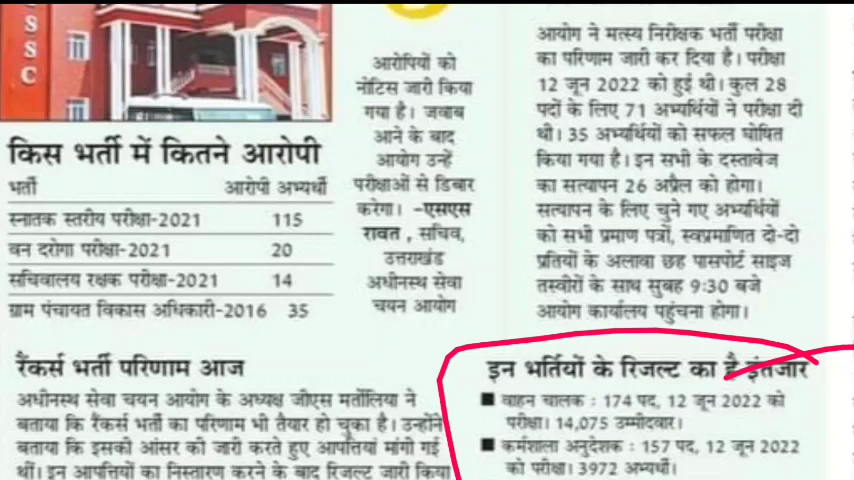 SSSC
किस भर्ती में कितने आरोपी
भर्ती आरोपी अभ्यर्थी
स्नातक स्तरीय परीक्षा-2021 115
वन दरोगा परीक्षा-2021 20
सचिवालय रक्षक परीक्षा-2021 14
ग्राम पंचायत विकास अधिकारी-2016 35
आरोपियों को
नोटिस जारी किया
गया है। जवाब
आने के बाद
आयोग उन्हें
परीक्षाओं से डिबार
करेगा। -एसएस
रावत, सचिव,
उत्तराखंड
अधीनस्थ सेवा
चयन आयोग
आयोग ने मत्स्य निरीक्षक भर्ती परीक्षा
का परिणाम जारी कर दिया है। परीक्षा
12 जून 2022 को हुई थी। कुल 28
पदों के लिए 71 अभ्यर्थियों ने परीक्षा दी
थी। 35 अभ्यर्थियों को सफल घोषित
किया गया है। इन सभी के दस्तावेज
का सत्यापन 26 अप्रैल को होगा।
सत्यापन के लिए चुने गए अभ्यर्थियों
को सभी प्रमाण पत्रों, स्वप्रमाणित दो-दो
प्रतियों के अलावा छह पासपोर्ट साइज
तस्वीरों के साथ सुबह 9:30 बजे
आयोग कार्यालय पहुंचना होगा।
रैंकर्स भर्ती परिणाम आज
अधीनस्थ सेवा चयन आयोग के अध्यक्ष जीएस मर्तोलिया ने
बताया कि रैंकर्स भर्ती का परिणाम भी तैयार हो चुका है। उन्होंने
बताया कि इसकी आंसर की जारी करते हुए आपत्तियां मांगी गई
थीं। इन आपत्तियों का निस्तारण करने के बाद रिजल्ट जारी किया
इन भर्तियों के रिजल्ट का है इंतजार
■ वाहन चालक : 174 पद, 12 जून 2022 को
परीक्षा। 14,075 उम्मीदवार।
■ कर्मशाला अनुदेशक : 157 पद, 12 जून 2022
को परीक्षा। 3972 अभ्यर्थी।